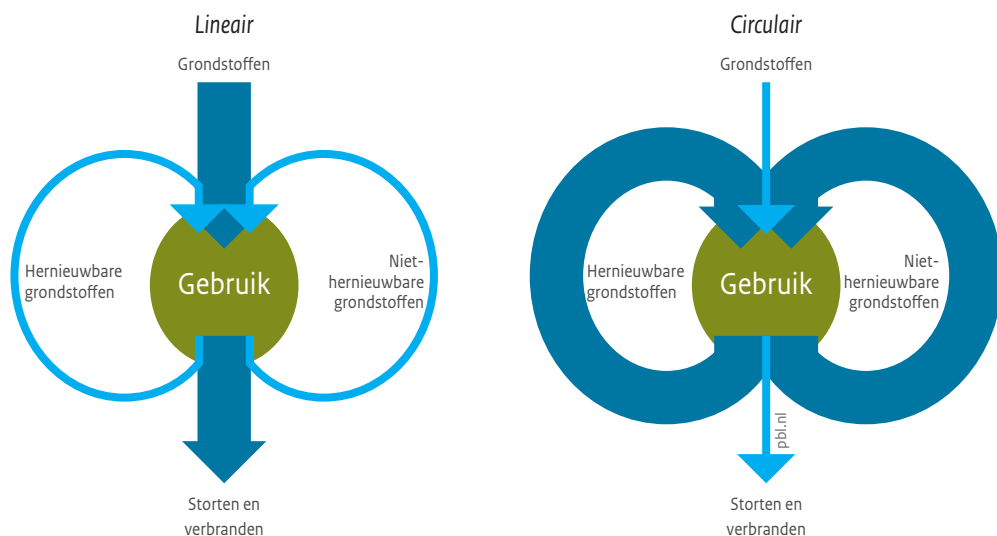 Lineair
Grondstoffen
Hernieuwbare
grondstoffen
Gebruik
Niet-
hernieuwbare
grondstoffen
Storten en
verbranden
Circulair
Grondstoffen
Hernieuwbare
grondstoffen
Gebruik
Niet-
hernieuwbare
grondstoffen
pbl.nl
Storten en
verbranden